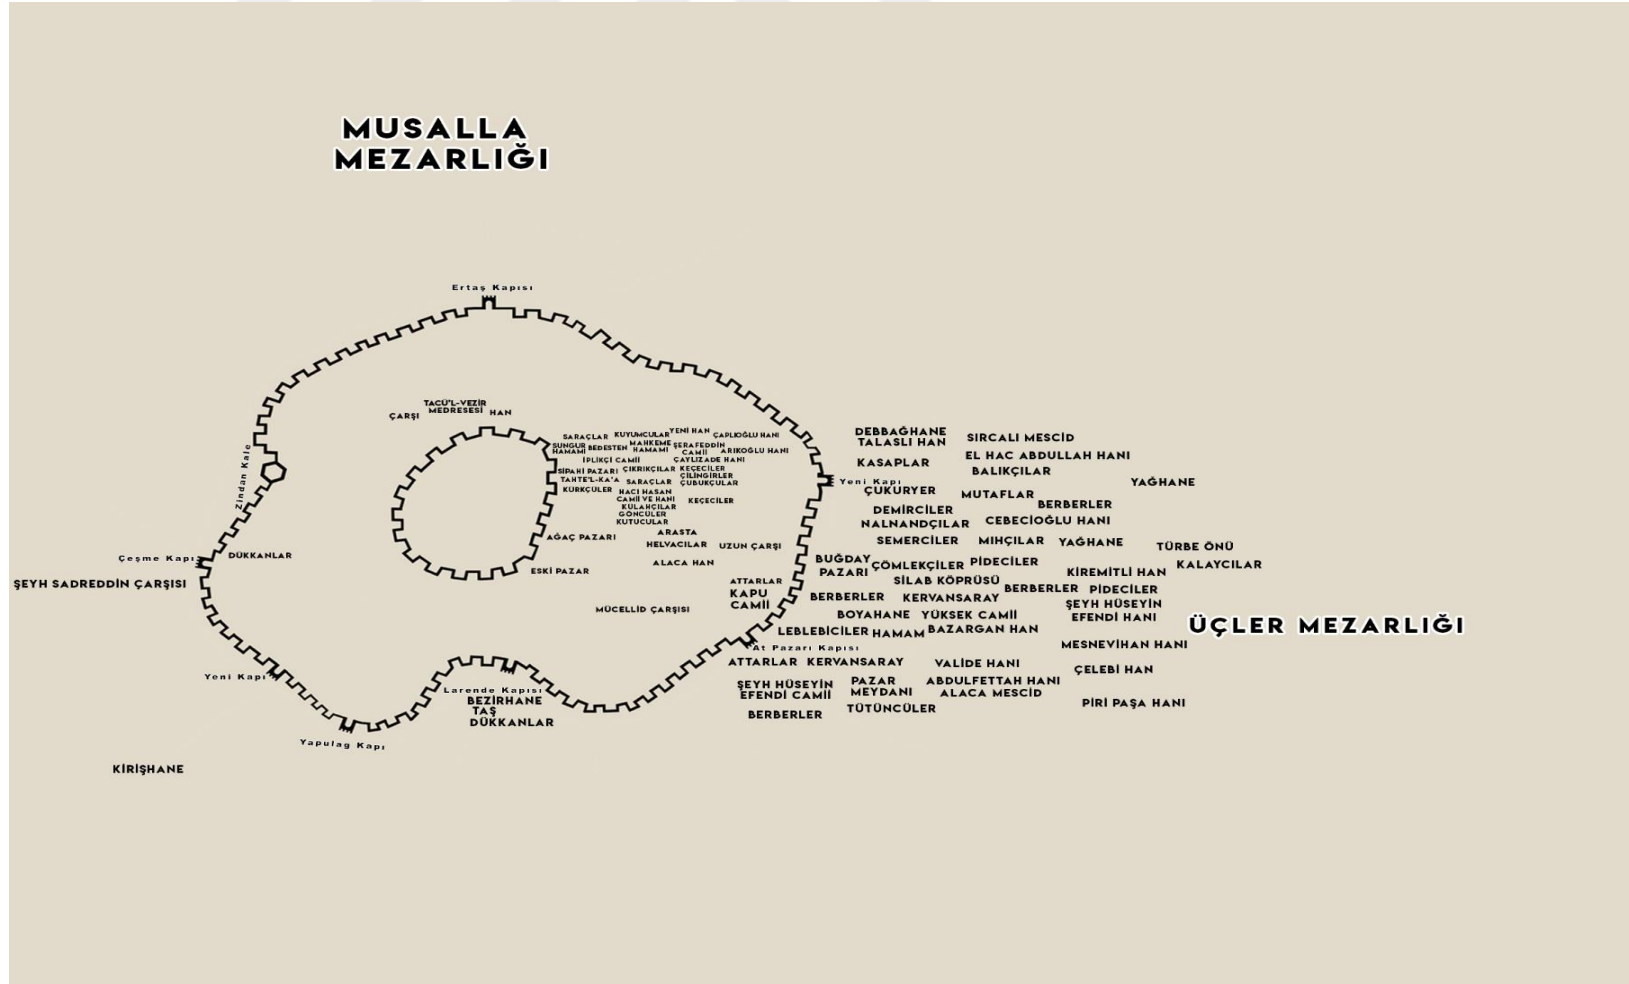 MUSALLA
MEZARLIĞI
Ertaş Kapısı
TACÜ'L-VEZİR
MEDRESESİ
ÇARŞI
HAN
SARAÇLAR
KUYUMCULAR
YENİ HAN
ÇAPLIOĞLU HANI
SUNGUR
HAMAMI
BEDESTEN
MAHKEME
HAMAMI
ŞERAFEDDİN
CAMİİ
ARIKOĞLU HANI
İPLİKÇİ CAMİİ
ÇAYLIZADE HANI
SİPAHİ PAZARI
ÇIKRIKÇILAR
KEÇECİLER
ÇİLİNGİRLER
TAHTE'L-KA'A
SARAÇLAR
ÇUBUKÇULAR
KÜRKÇÜLER
HACI HASAN
CAMİİ VE HANI
KEÇECİLER
KÜLAHÇILAR
GÖNCÜLER
KUTUCULAR
AĞAÇ PAZARI
ARASTA
HELVACILAR
UZUN ÇARŞI
ESKİ PAZAR
ALACA HAN
ATTARLAR
KAPU
CAMİİ
MÜCELLİD ÇARŞISI
Zindan Kale
Çeşme Kapı
DÜKKANLAR
ŞEYH SADREDDİN ÇARŞISI
Yeni Kapı
Yapulag Kapı
KİRİŞHANE
Larende Kapısı
BEZİRHANE
TAŞ
DÜKKANLAR
DEBBAĞHANE
TALASLI HAN
SIRCALI MESCİD
KASAPLAR
EL HAC ABDULLAH HANI
BALIKÇILAR
Yeni Kapı
ÇUKURYER
YAĞHANE
MUTAFLAR
BERBERLER
DEMİRCİLER
NALNANDÇILAR
CEBECİOĞLU HANI
SEMERCİLER
MIHÇILAR
YAĞHANE
TÜRBE ÖNÜ
BUĞDAY
PAZARI
ÇÖMLEKÇİLER
PİDECİLER
KALAYCILAR
KİREMİTLİ HAN
SİLAB KÖPRÜSÜ
BERBERLER
PİDECİLER
BERBERLER
KERVANSARAY
ŞEYH HÜSEYİN
EFENDİ HANI
BOYAHANE
YÜKSEK CAMİİ
ÜÇLER MEZARLIĞI
LEBLEBİCİLER
HAMAM
BAZARGAN HAN
At Pazarı Kapısı
MESNEVİHAN HANI
ATTARLAR
KERVANSARAY
VALİDE HANI
ÇELEBİ HAN
ŞEYH HÜSEYİN
EFENDİ CAMİİ
PAZAR
MEYDANI
ABDULFETTAH HANI
ALACA MESCİD
PİRİ PAŞA HANI
BERBERLER
TÜTÜNCÜLER